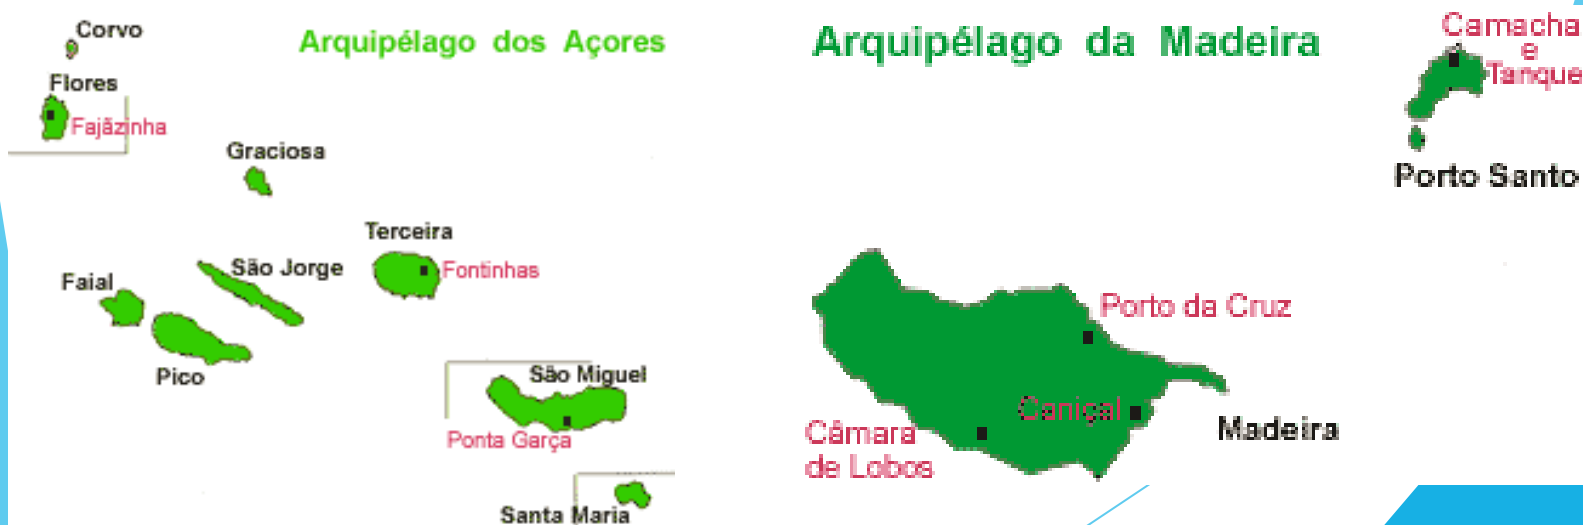 Corvo
Arquipélago dos Açores
Flores
Fajãzinha
Graciosa
Terceira
Fontinhas
São Jorge
Faial
Pico
São Miguel
Ponta Garça
Santa Maria
Arquipélago da Madeira
Camacha
e
Tanque
Porto Santo
Porto da Cruz
Caniçal
Câmara
de Lobos
Madeira